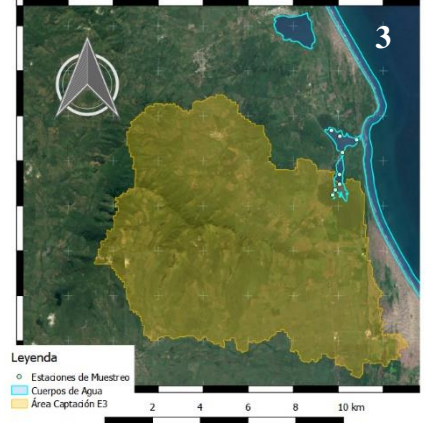 3
Leyenda
Estaciones de Muestreo
Cuerpos de Agua
Área Captación E3
2 4 6 8 10 km